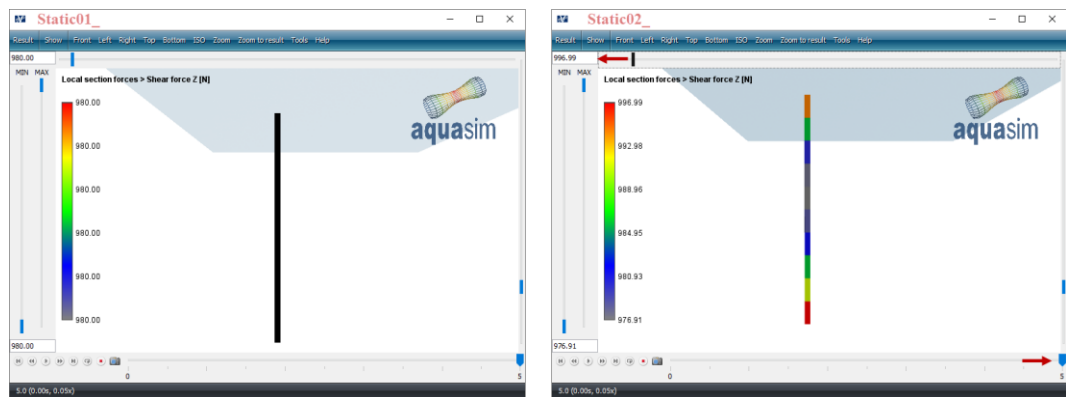 Static01_
Result Show Front Left Right Top Bottom ISO Zoom Zoom to result Tools Help
980.00
MIN MAX
Local section forces > Shear force Z [N]
980.00
980.00
980.00
980.00
980.00
980.00
aquasim
980.00
0
5
5.0 (0.00s, 0.05x)
Static02_
Result Show Front Left Right Top Bottom ISO Zoom Zoom to result Tools Help
996.99
MIN MAX
Local section forces > Shear force Z [N]
996.99
992.98
988.96
984.95
980.93
976.91
aquasim
976.91
0
5
5.0 (0.00s, 0.05x)